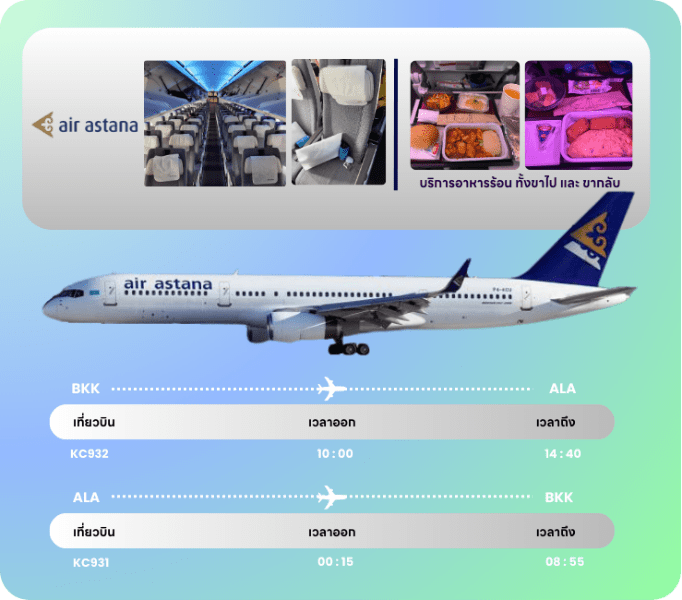 air astana
บริการอาหารร้อน ทั้งขาไป และ ขากลับ
air astana
BKK ALA
เที่ยวบิน เวลาออก เวลาถึง
KC932 10 : 00 14 : 40
ALA BKK
เที่ยวบิน เวลาออก เวลาถึง
KC931 00 : 15 08 : 55